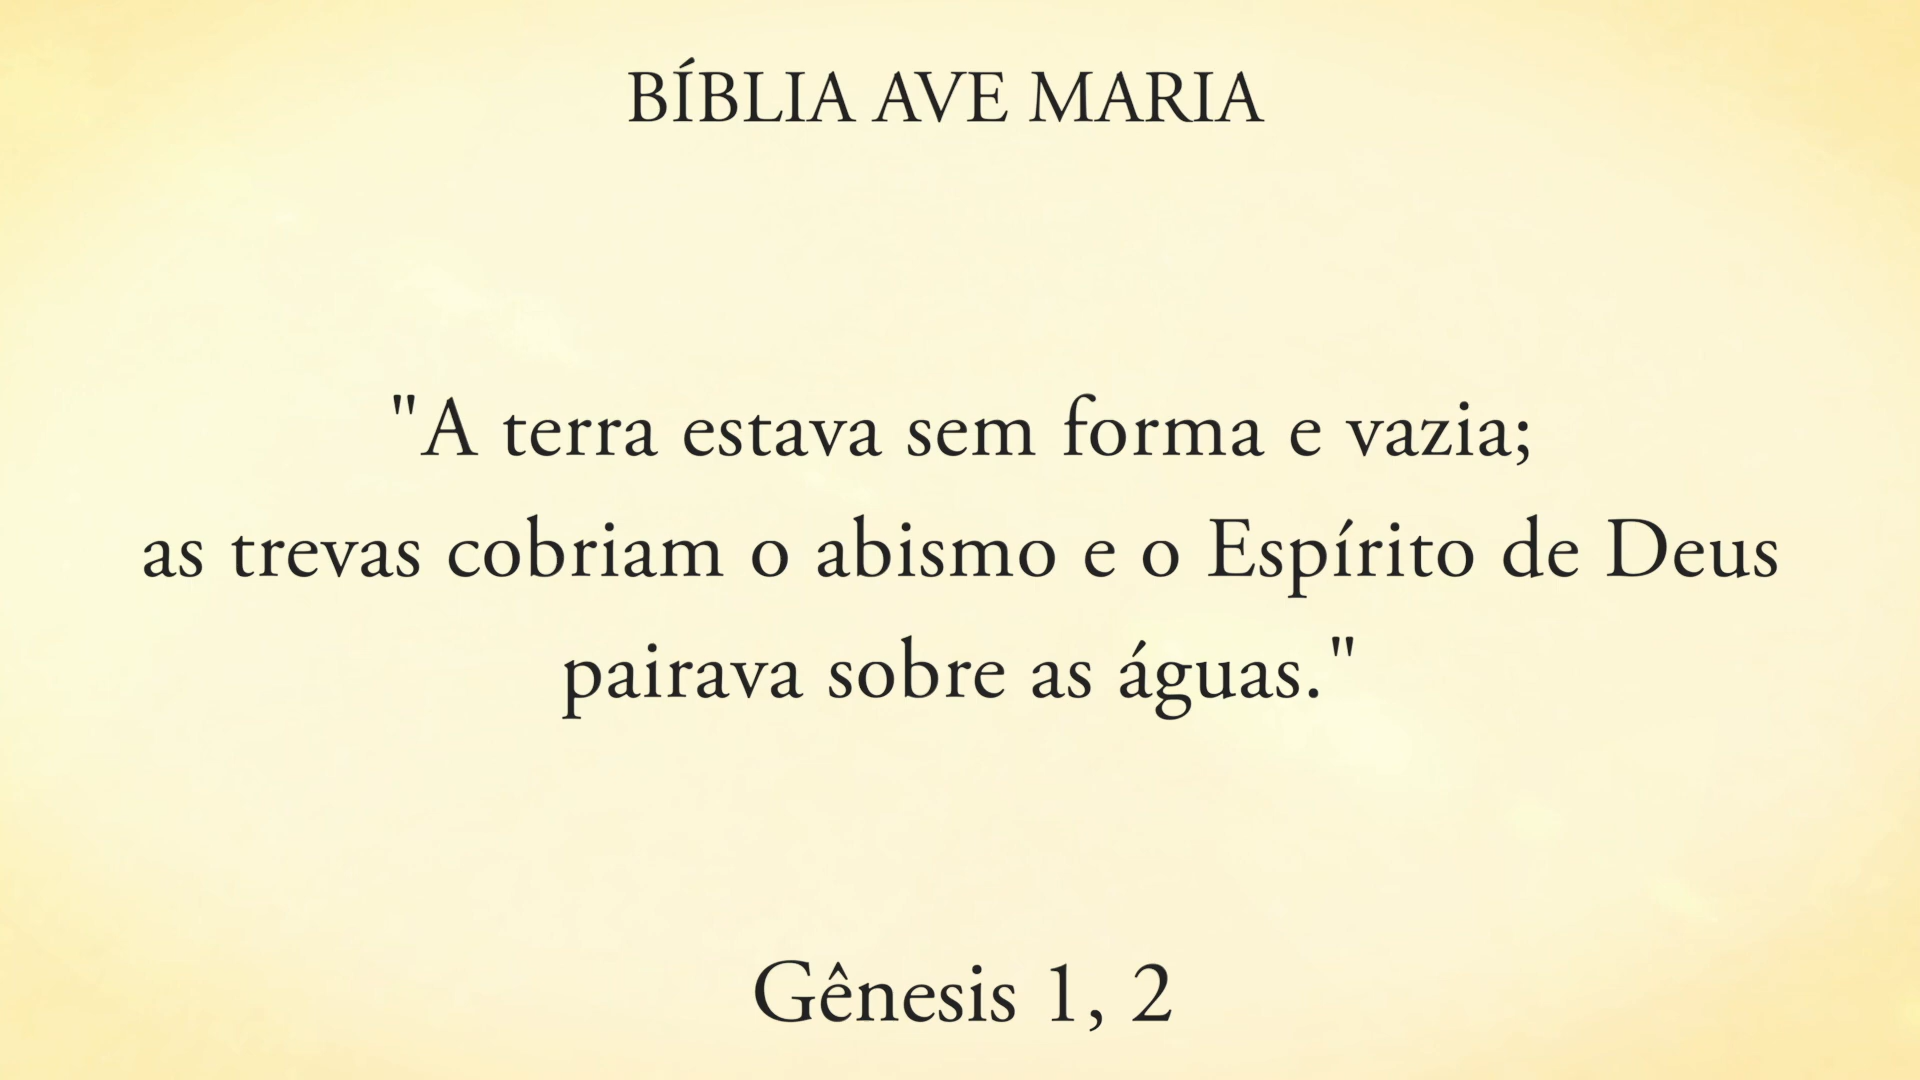 BÍBLIA AVE MARIA
"A terra estava sem forma e vazia;
as trevas cobriam o abismo e o Espírito de Deus
pairava sobre as águas."
Gênesis 1, 2